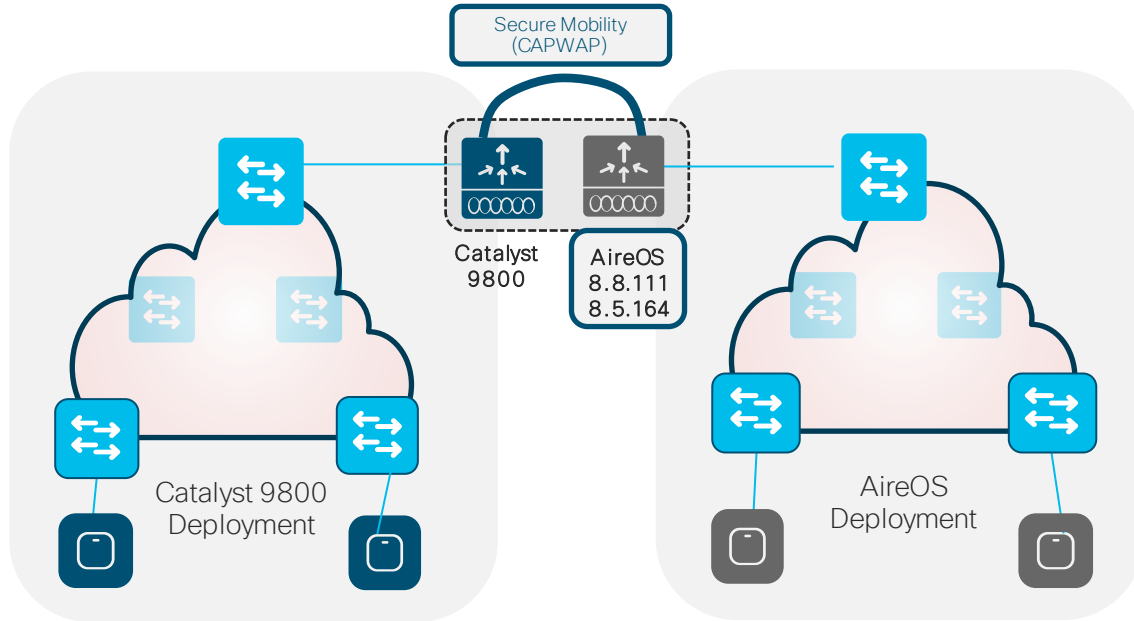 Secure Mobility
(CAPWAP)
Catalyst
9800
AireOS
8.8.111
8.5.164
Catalyst 9800
Deployment
AireOS
Deployment